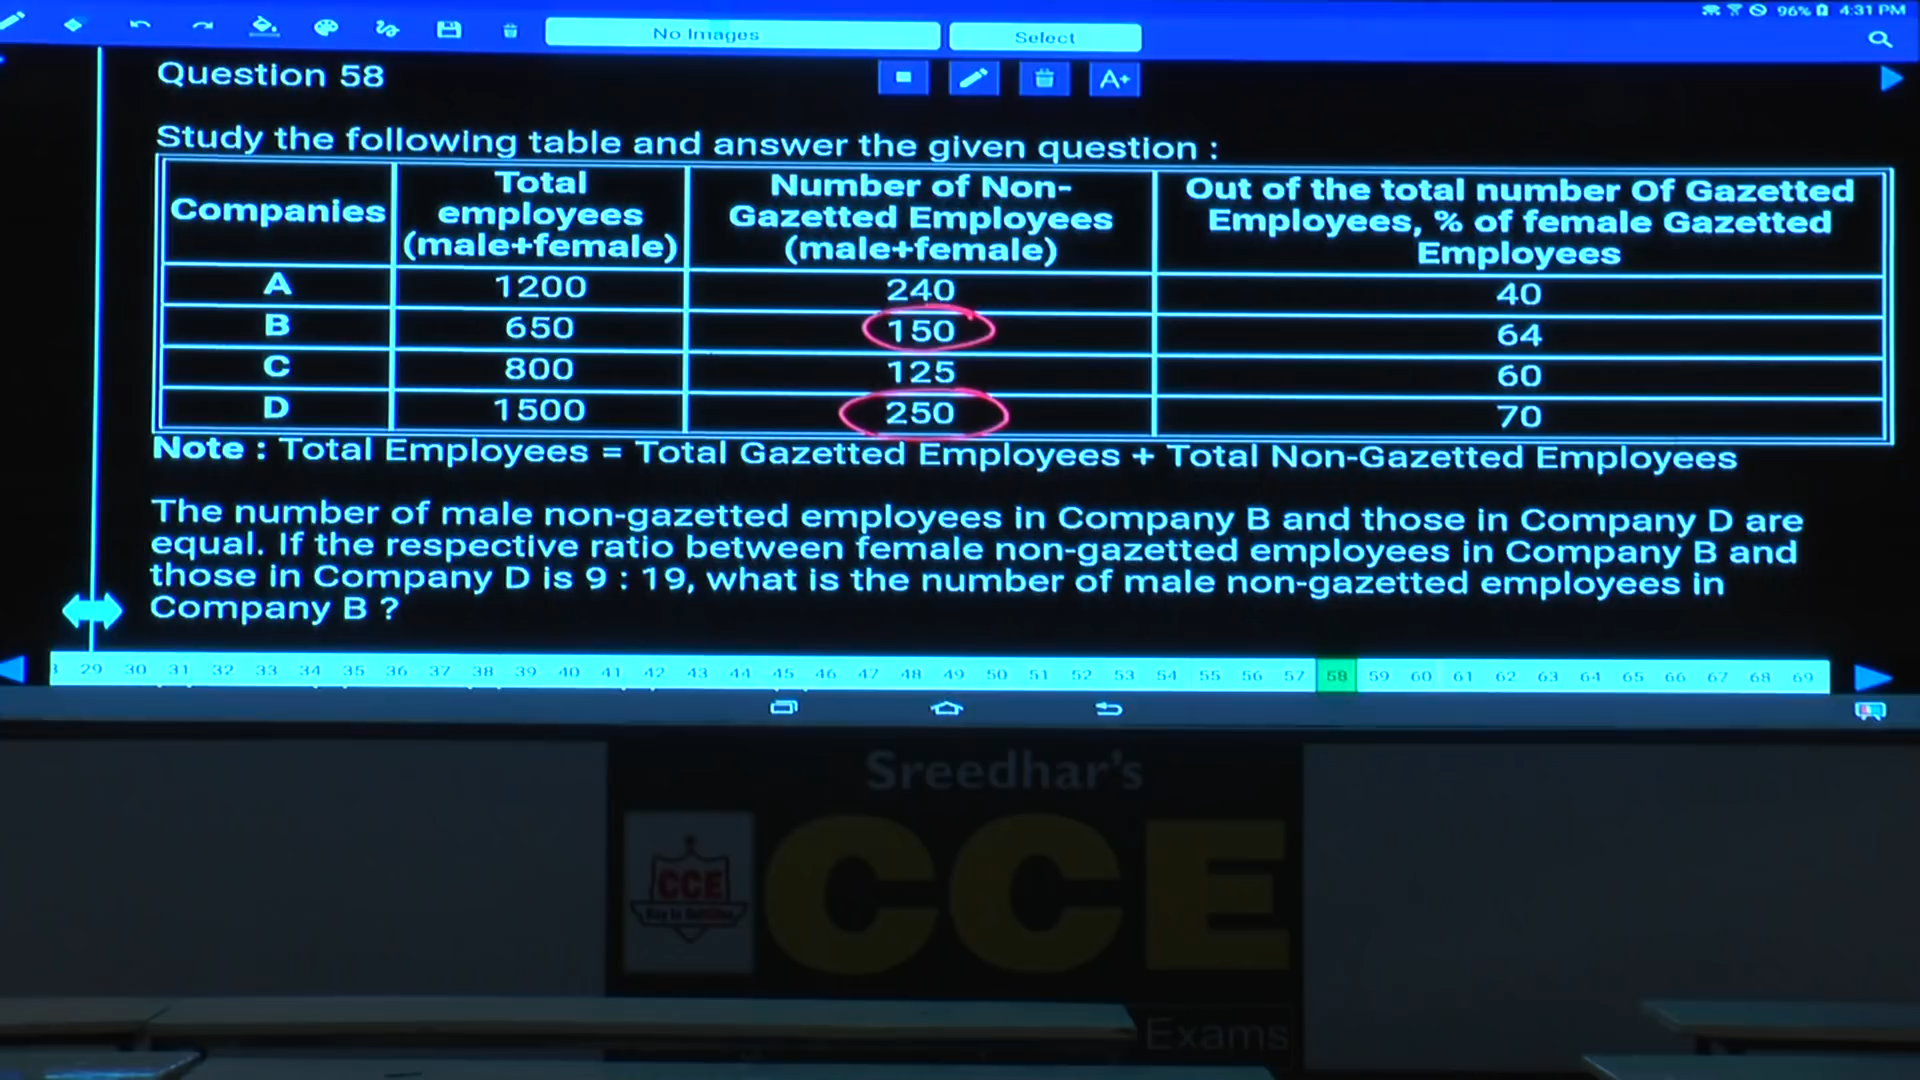 96% 4:31 PM
No Images
Select
Question 58
A+
Study the following table and answer the given question :
Companies
Total employees (male+female)
Number of Non-Gazetted Employees (male+female)
Out of the total number Of Gazetted Employees, % of female Gazetted Employees
A 1200 240 40
B 650 150 64
C 800 125 60
D 1500 250 70
Note : Total Employees = Total Gazetted Employees + Total Non-Gazetted Employees
The number of male non-gazetted employees in Company B and those in Company D are
equal. If the respective ratio between female non-gazetted employees in Company B and
those in Company D is 9 : 19, what is the number of male non-gazetted employees in
Company B ?
29 30 31 32 33 34 35 36 37 38 39 40 41 42 43 44 45 46 47 48 49 50 51 52 53 54 55 56 57 58 59 60 61 62 63 64 65 66 67 68 69
Sreedhar's
CCE
CCE
Exams